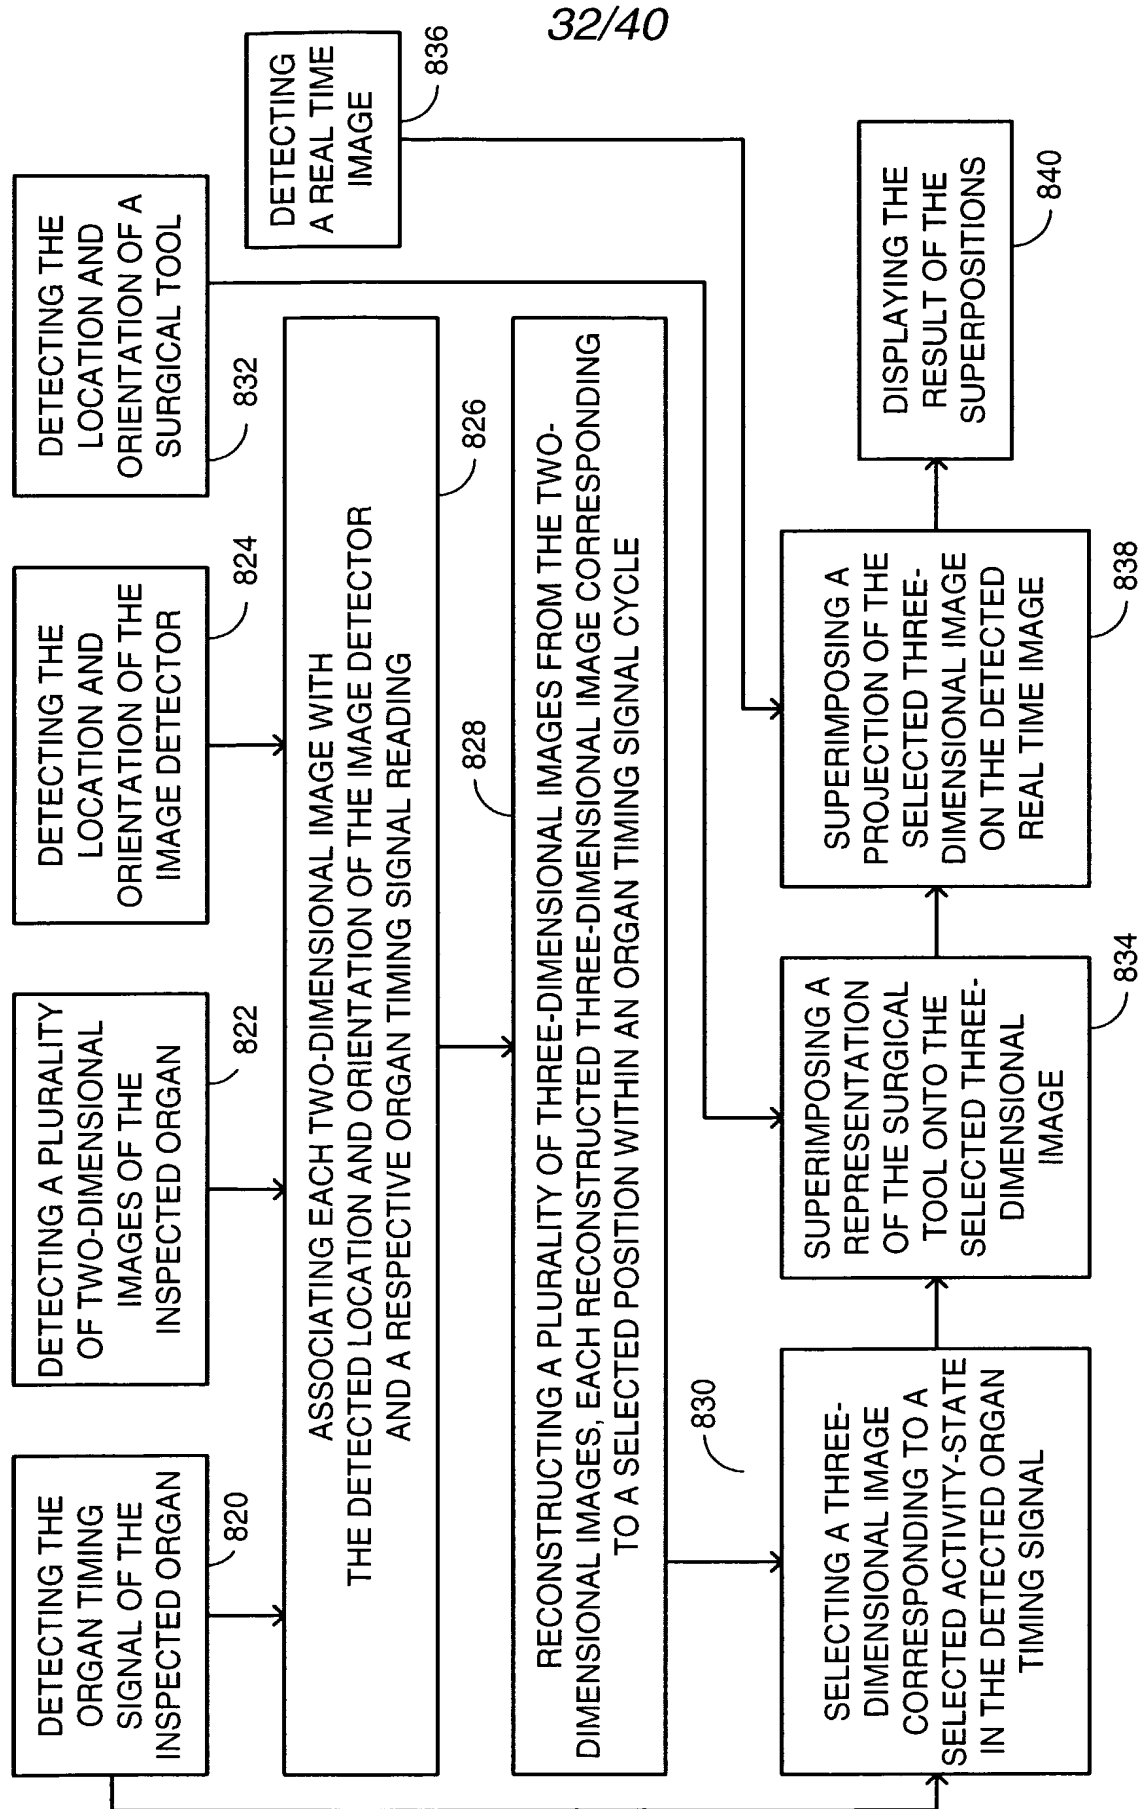 32/40
DETECTING THE
ORGAN TIMING
SIGNAL OF THE
INSPECTED ORGAN
820
DETECTING A PLURALITY
OF TWO-DIMENSIONAL
IMAGES OF THE
INSPECTED ORGAN
822
DETECTING THE
LOCATION AND
ORIENTATION OF THE
IMAGE DETECTOR
824
DETECTING THE
LOCATION AND
ORIENTATION OF A
SURGICAL TOOL
832
ASSOCIATING EACH TWO-DIMENSIONAL IMAGE WITH
THE DETECTED LOCATION AND ORIENTATION OF THE IMAGE DETECTOR
AND A RESPECTIVE ORGAN TIMING SIGNAL READING
826
DETECTING
A REAL TIME
IMAGE
836
RECONSTRUCTING A PLURALITY OF THREE-DIMENSIONAL IMAGES FROM THE TWO-
DIMENSIONAL IMAGES, EACH RECONSTRUCTED THREE-DIMENSIONAL IMAGE CORRESPONDING
TO A SELECTED POSITION WITHIN AN ORGAN TIMING SIGNAL CYCLE
828
830
SELECTING A THREE-
DIMENSIONAL IMAGE
CORRESPONDING TO A
SELECTED ACTIVITY-STATE
IN THE DETECTED ORGAN
TIMING SIGNAL
SUPERIMPOSING A
REPRESENTATION
OF THE SURGICAL
TOOL ONTO THE
SELECTED THREE-
DIMENSIONAL
IMAGE
834
SUPERIMPOSING A
PROJECTION OF THE
SELECTED THREE-
DIMENSIONAL IMAGE
ON THE DETECTED
REAL TIME IMAGE
838
DISPLAYING THE
RESULT OF THE
SUPERPOSITIONS
840